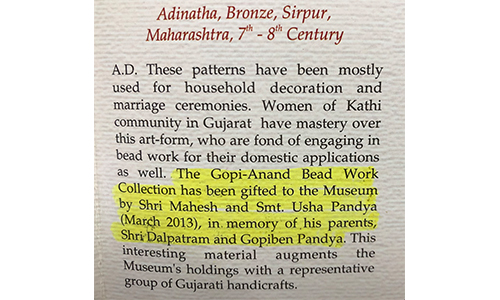 Adinatha, Bronze, Sirpur,
Maharashtra, 7th - 8th Century
A.D. These patterns have been mostly
used for household decoration and
marriage ceremonies. Women of Kathi
community in Gujarat have mastery over
this art-form, who are fond of engaging in
bead work for their domestic applications
as well. The Gopi-Anand Bead Work
Collection has been gifted to the Museum
by Shri Mahesh and Smt. Usha Pandya
(March 2013), in memory of his parents,
Shri Dalpatram and Gopiben Pandya. This
interesting material augments the
Museum's holdings with a representative
group of Gujarati handicrafts.